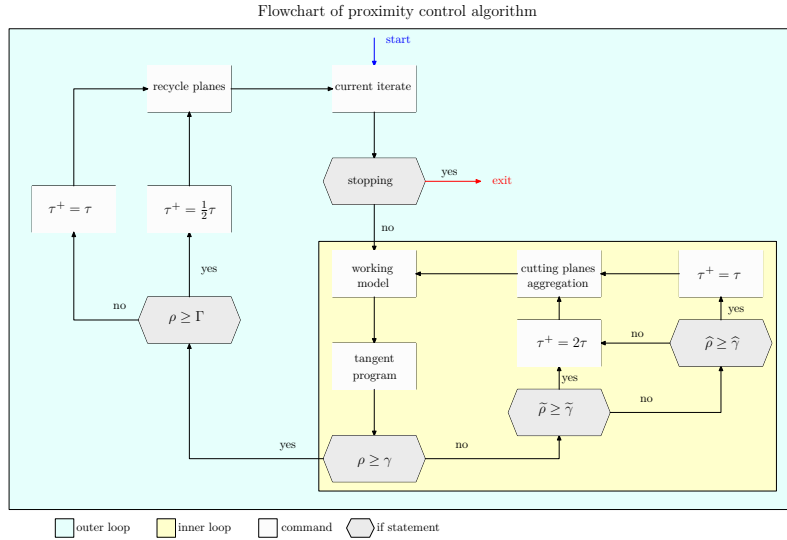 Flowchart of proximity control algorithm
start
recycle planes
current iterate
stopping
yes
exit
τ⁺ = τ
τ⁺ = ½τ
no
working
model
cutting planes
aggregation
τ⁺ = τ
yes
no
ρ ≥ Γ
yes
no
τ⁺ = 2τ
ρ̂ ≥ γ̂
tangent
program
yes
no
ρ̃ ≥ γ̃
yes
no
ρ ≥ γ
outer loop
inner loop
command
if statement